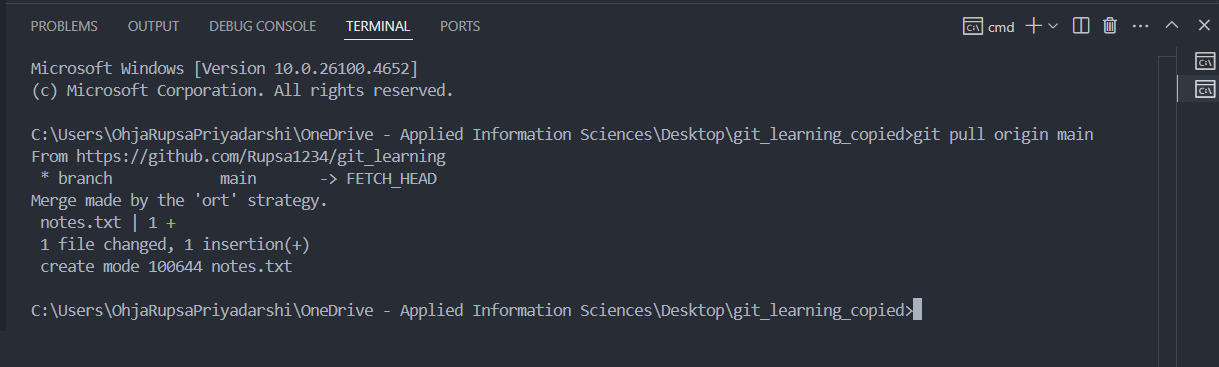 PROBLEMS OUTPUT DEBUG CONSOLE TERMINAL PORTS cmd
Microsoft Windows [Version 10.0.26100.4652]
(c) Microsoft Corporation. All rights reserved.
C:\Users\OhjaRupsaPriyadarshi\OneDrive - Applied Information Sciences\Desktop\git_learning_copied>git pull origin main
From https://github.com/Rupsa1234/git_learning
 * branch            main       -> FETCH_HEAD
Merge made by the 'ort' strategy.
 notes.txt | 1 +
 1 file changed, 1 insertion(+)
 create mode 100644 notes.txt
C:\Users\OhjaRupsaPriyadarshi\OneDrive - Applied Information Sciences\Desktop\git_learning_copied>